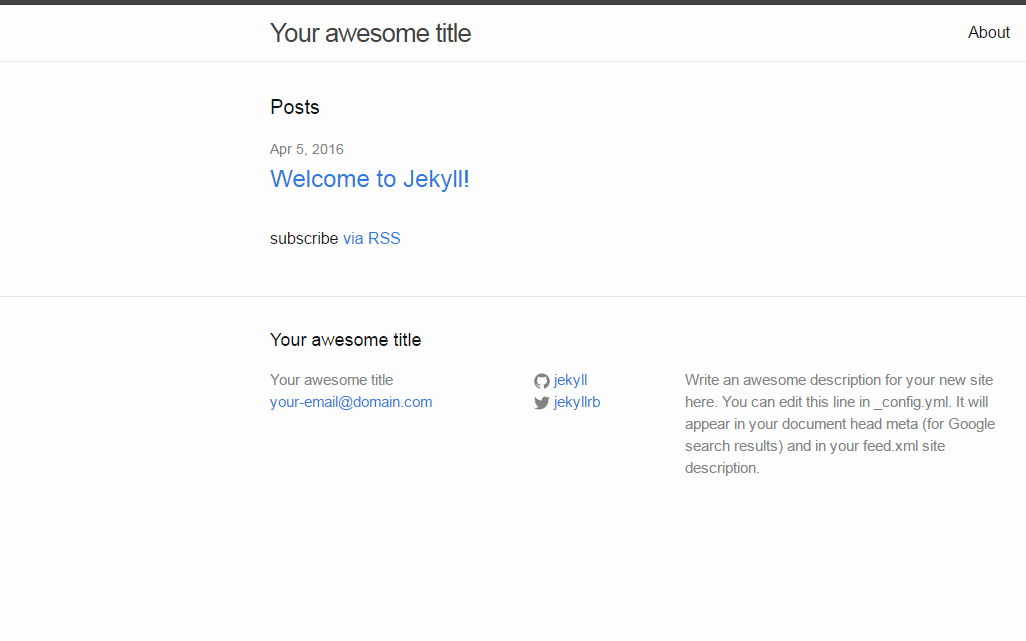 Your awesome title
About
Posts
Apr 5, 2016
Welcome to Jekyll!
subscribe via RSS
Your awesome title
Your awesome title
your-email@domain.com
jekyll
jekyllrb
Write an awesome description for your new site
here. You can edit this line in _config.yml. It will
appear in your document head meta (for Google
search results) and in your feed.xml site
description.